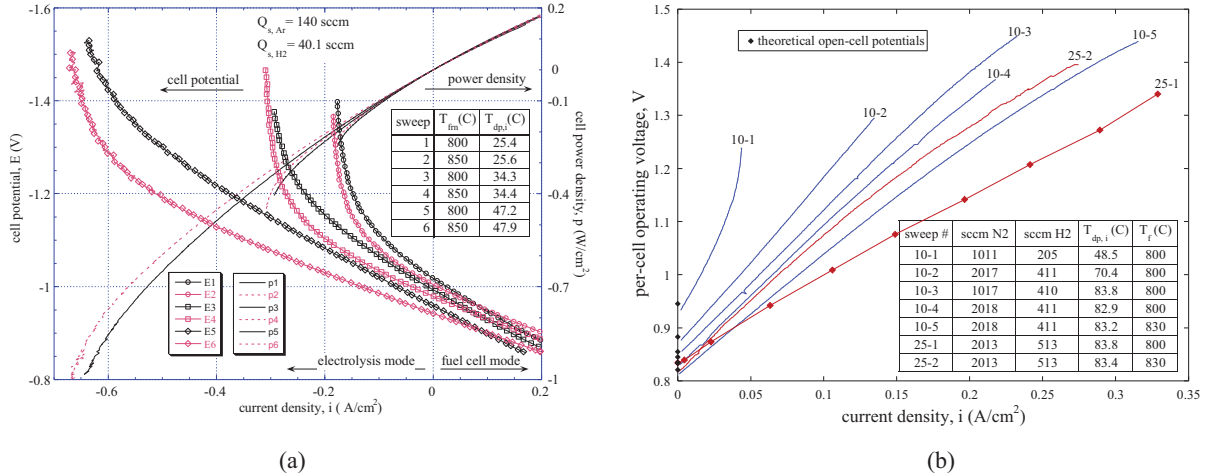 -1.6
-1.4
-1.2
-1
-0.8
cell potential, E (V)
-0.6
-0.4
-0.2
0
0.2
current density, i ( A/cm²)
0.2
0
-0.1
-0.4
-0.7
-1
cell power density, p (W/cm²)
Q_s, Ar = 140 sccm
Q_s, H2 = 40.1 sccm
cell potential
power density
sweep T_fm (C) T_dp,i (C)
1 800 25.4
2 850 25.6
3 800 34.3
4 850 34.4
5 800 47.2
6 850 47.9
E1
E2
E3
E4
E5
E6
p1
p2
p3
p4
p5
p6
electrolysis mode
fuel cell mode
(a)
1.5
1.4
1.3
1.2
1.1
1
0.9
0.8
per-cell operating voltage, V
0
0.05
0.1
0.15
0.2
0.25
0.3
0.35
current density, i (A/cm²)
theoretical open-cell potentials
10-1
10-2
10-3
10-4
25-2
10-5
25-1
sweep # sccm N2 sccm H2 T_dp, i (C) T_f (C)
10-1 1011 205 48.5 800
10-2 2017 411 70.4 800
10-3 1017 410 83.8 800
10-4 2018 411 82.9 800
10-5 2018 411 83.2 830
25-1 2013 513 83.8 800
25-2 2013 513 83.4 830
(b)